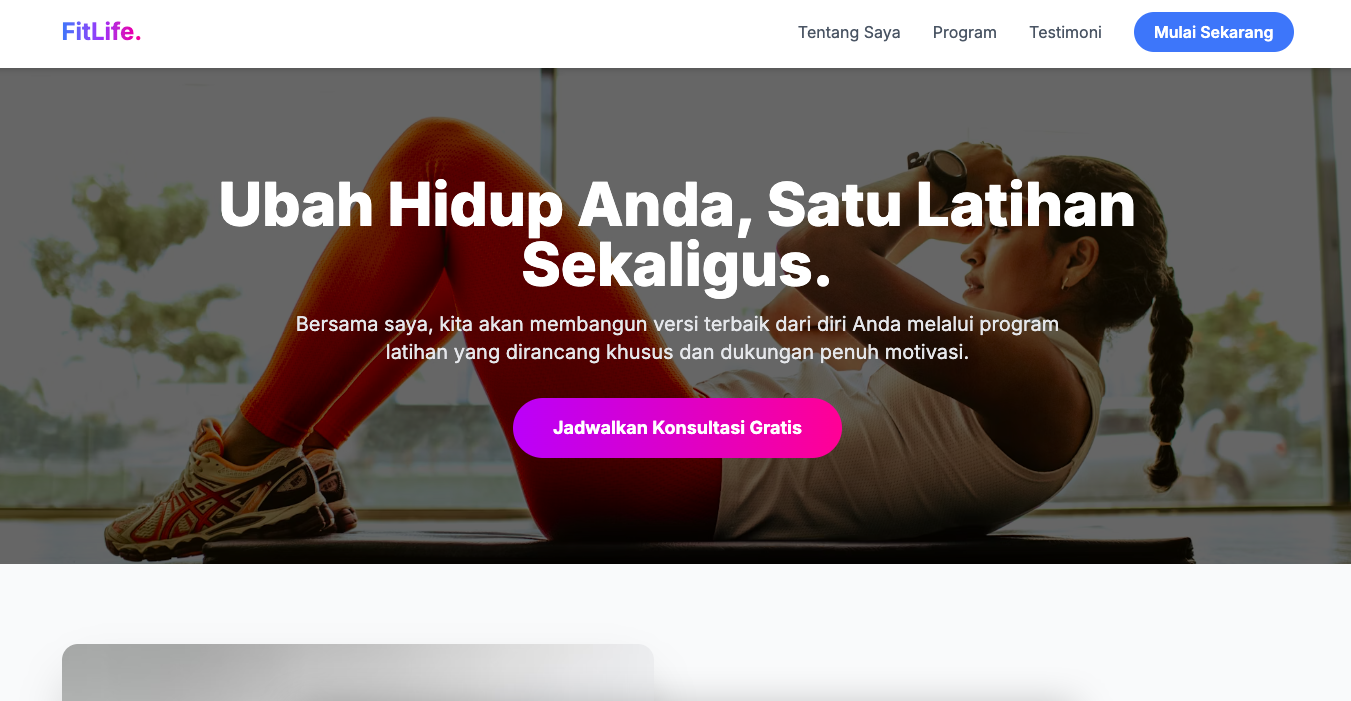 FitLife.
Tentang Saya
Program
Testimoni
Mulai Sekarang
Ubah Hidup Anda, Satu Latihan
Sekaligus.
Bersama saya, kita akan membangun versi terbaik dari diri Anda melalui program
latihan yang dirancang khusus dan dukungan penuh motivasi.
Jadwalkan Konsultasi Gratis